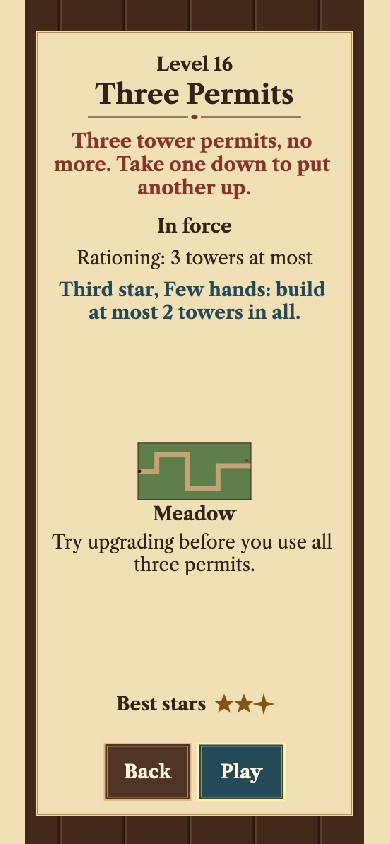 Level 16
Three Permits
Three tower permits, no
more. Take one down to put
another up.
In force
Rationing: 3 towers at most
Third star, Few hands: build
at most 2 towers in all.
Meadow
Try upgrading before you use all
three permits.
Best stars
Back
Play